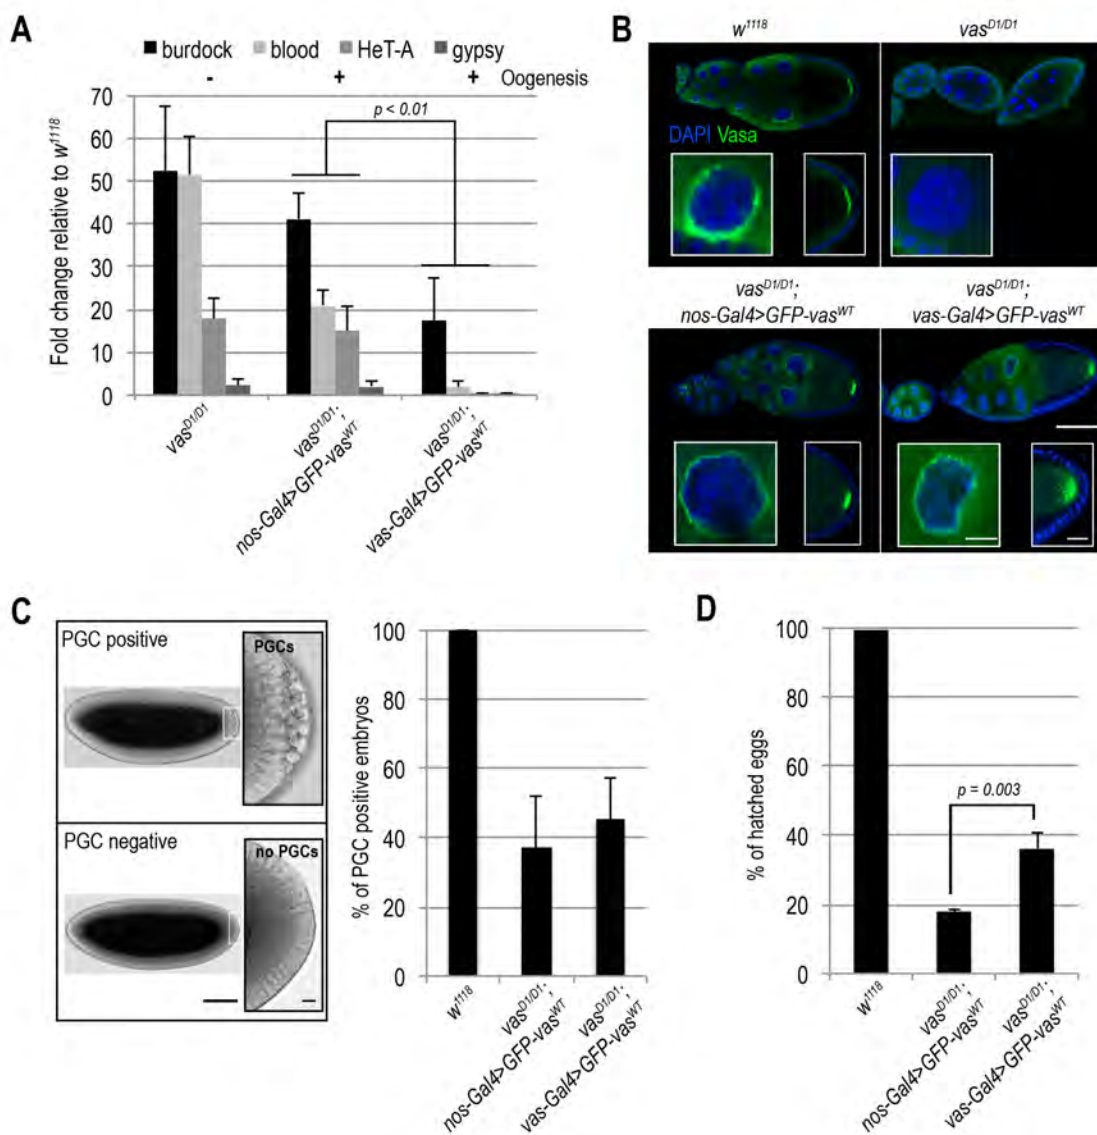 A
burdock blood HeT-A gypsy
- + + Oogenesis
70
60
50
40
30
20
10
0
Fold change relative to w1118
p < 0.01
vasD1/D1
vasD1/D1;
nos-Gal4>GFP-vasWT
vasD1/D1;
vas-Gal4>GFP-vasWT
B
w1118
vasD1/D1
DAPI Vasa
vasD1/D1;
nos-Gal4>GFP-vasWT
vasD1/D1;
vas-Gal4>GFP-vasWT
C
PGC positive
PGCs
PGC negative
no PGCs
100
80
60
40
20
0
% of PGC positive embryos
w1118
vasD1/D1;
nos-Gal4>GFP-vasWT
vasD1/D1;
vas-Gal4>GFP-vasWT
D
100
80
60
40
20
0
% of hatched eggs
p = 0.003
w1118
vasD1/D1;
nos-Gal4>GFP-vasWT
vasD1/D1;
vas-Gal4>GFP-vasWT